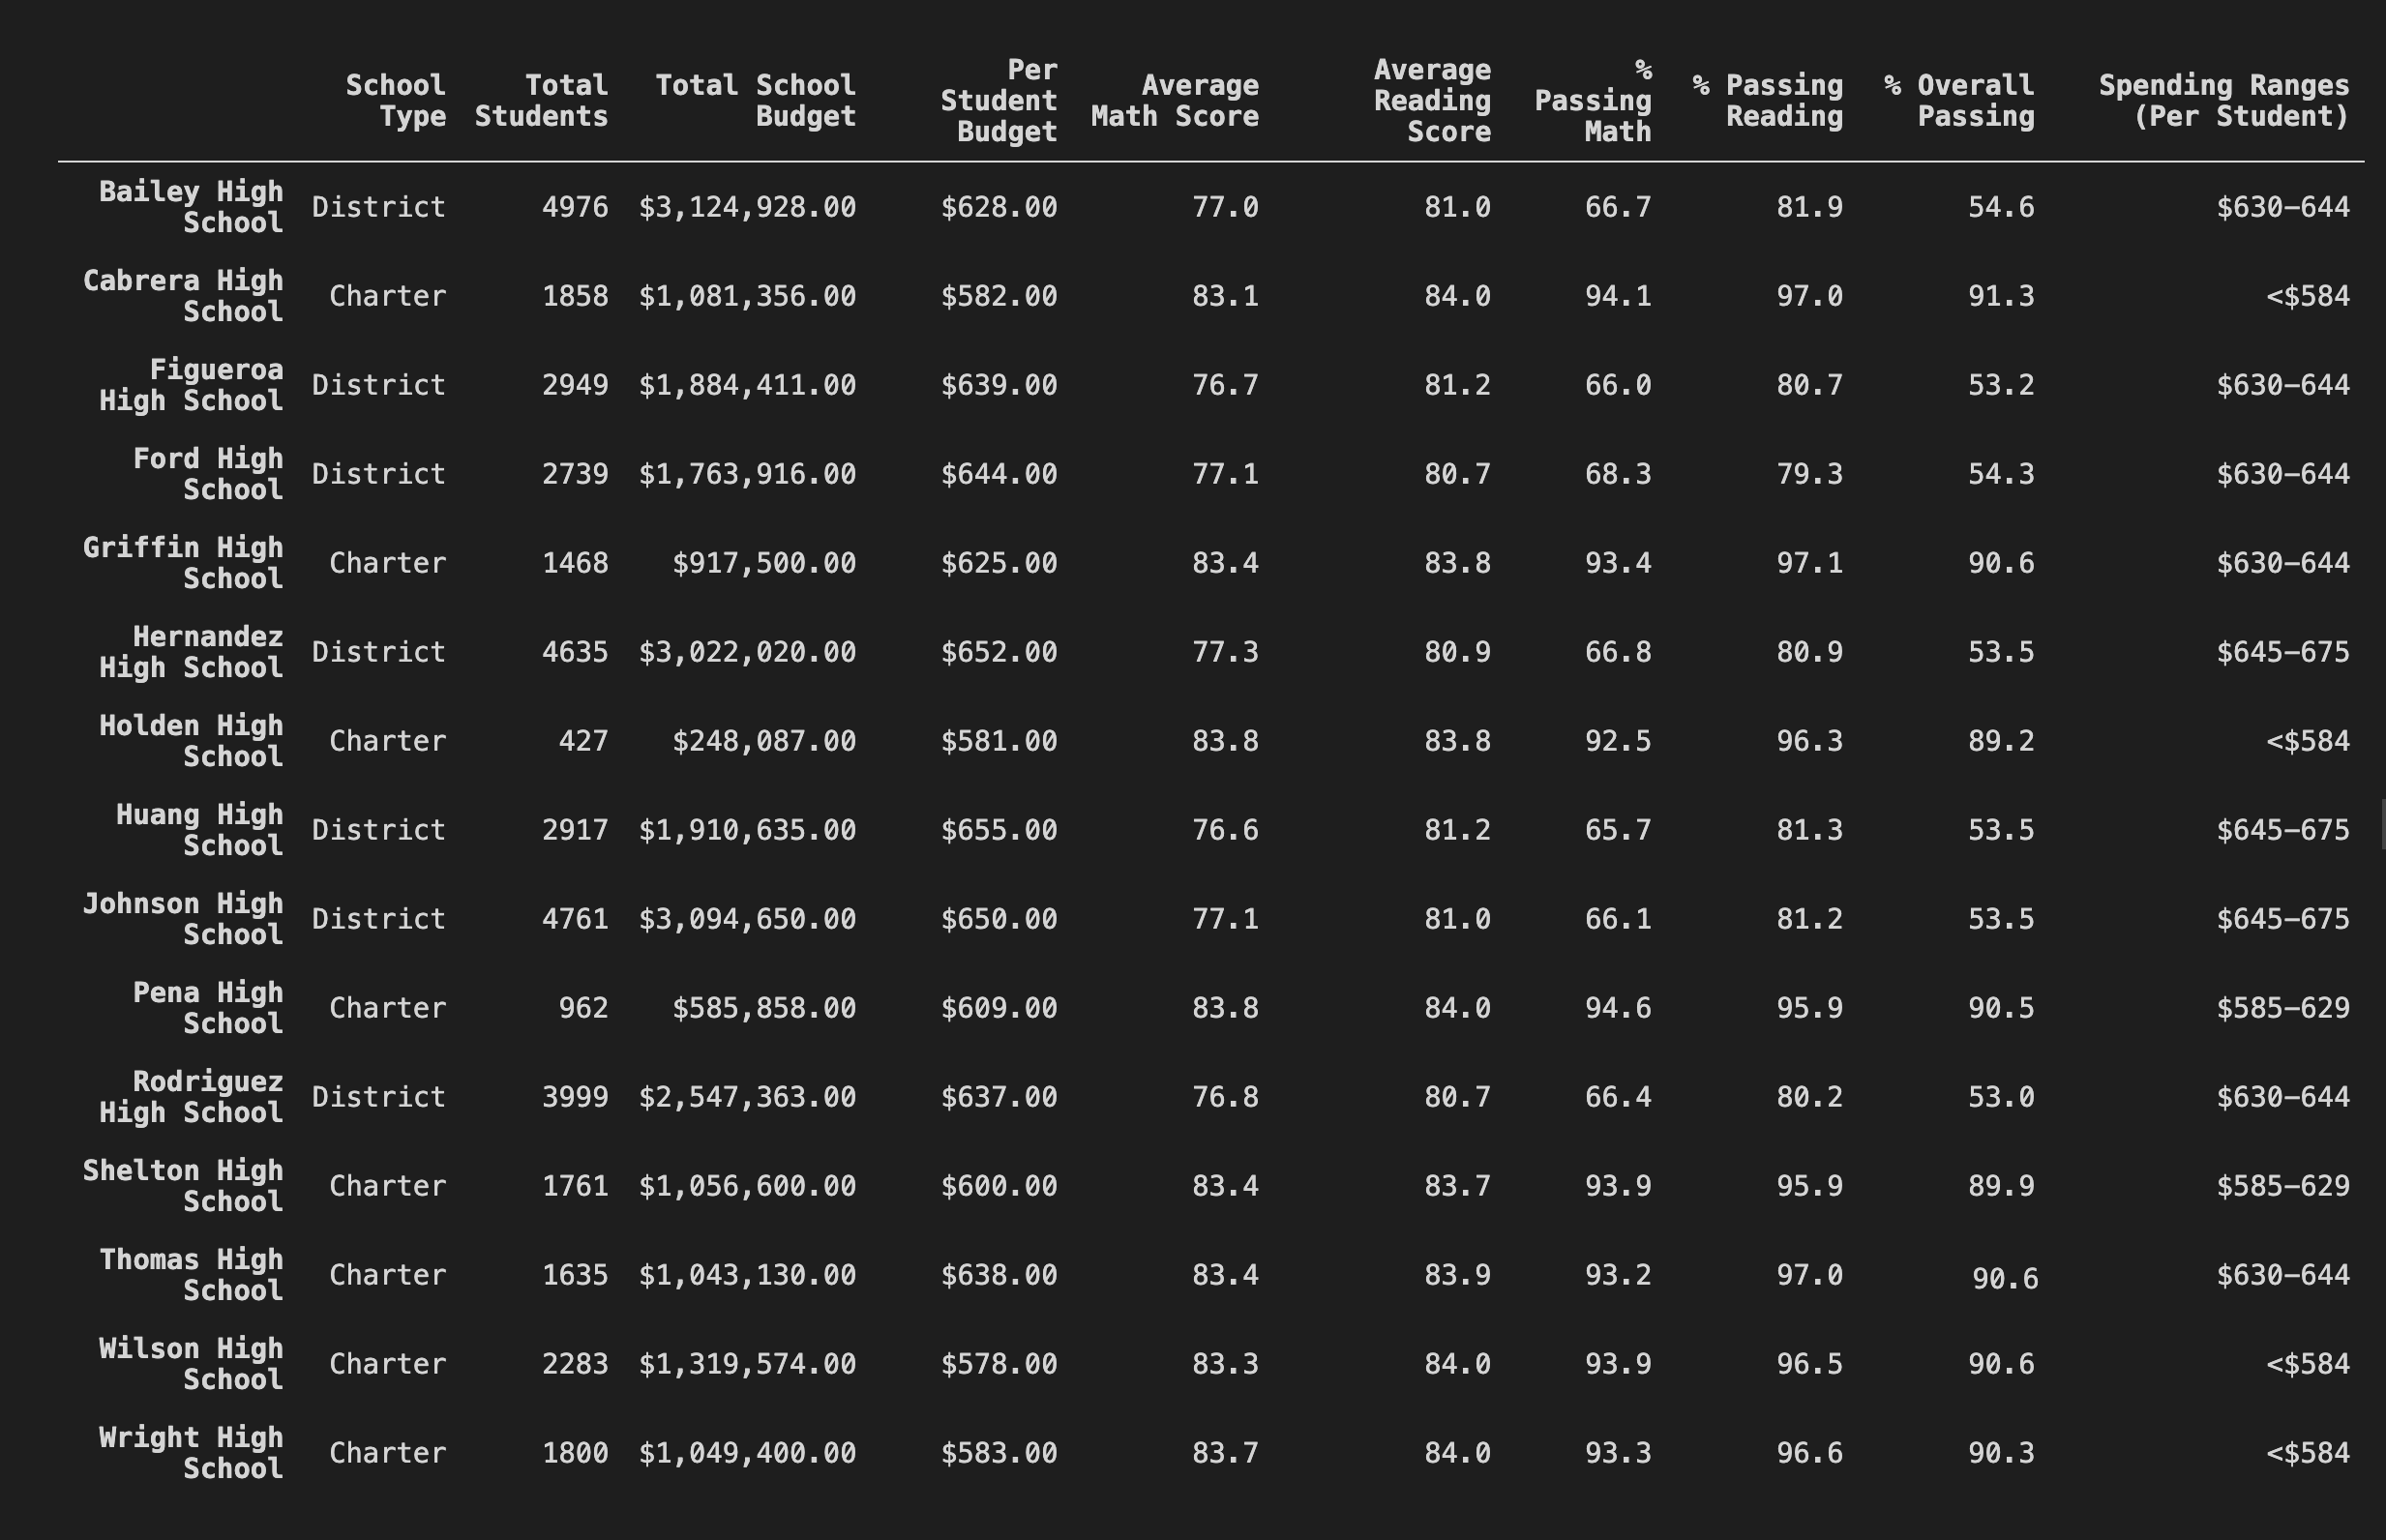 School Type Total Students Total School Budget Per Student Budget Average Math Score Average Reading Score % Passing Math % Passing Reading % Overall Passing Spending Ranges (Per Student)
Bailey High School District 4976 $3,124,928.00 $628.00 77.0 81.0 66.7 81.9 54.6 $630-644
Cabrera High School Charter 1858 $1,081,356.00 $582.00 83.1 84.0 94.1 97.0 91.3 <$584
Figueroa High School District 2949 $1,884,411.00 $639.00 76.7 81.2 66.0 80.7 53.2 $630-644
Ford High School District 2739 $1,763,916.00 $644.00 77.1 80.7 68.3 79.3 54.3 $630-644
Griffin High School Charter 1468 $917,500.00 $625.00 83.4 83.8 93.4 97.1 90.6 $630-644
Hernandez High School District 4635 $3,022,020.00 $652.00 77.3 80.9 66.8 80.9 53.5 $645-675
Holden High School Charter 427 $248,087.00 $581.00 83.8 83.8 92.5 96.3 89.2 <$584
Huang High School District 2917 $1,910,635.00 $655.00 76.6 81.2 65.7 81.3 53.5 $645-675
Johnson High School District 4761 $3,094,650.00 $650.00 77.1 81.0 66.1 81.2 53.5 $645-675
Pena High School Charter 962 $585,858.00 $609.00 83.8 84.0 94.6 95.9 90.5 $585-629
Rodriguez High School District 3999 $2,547,363.00 $637.00 76.8 80.7 66.4 80.2 53.0 $630-644
Shelton High School Charter 1761 $1,056,600.00 $600.00 83.4 83.7 93.9 95.9 89.9 $585-629
Thomas High School Charter 1635 $1,043,130.00 $638.00 83.4 83.9 93.2 97.0 90.6 $630-644
Wilson High School Charter 2283 $1,319,574.00 $578.00 83.3 84.0 93.9 96.5 90.6 <$584
Wright High School Charter 1800 $1,049,400.00 $583.00 83.7 84.0 93.3 96.6 90.3 <$584